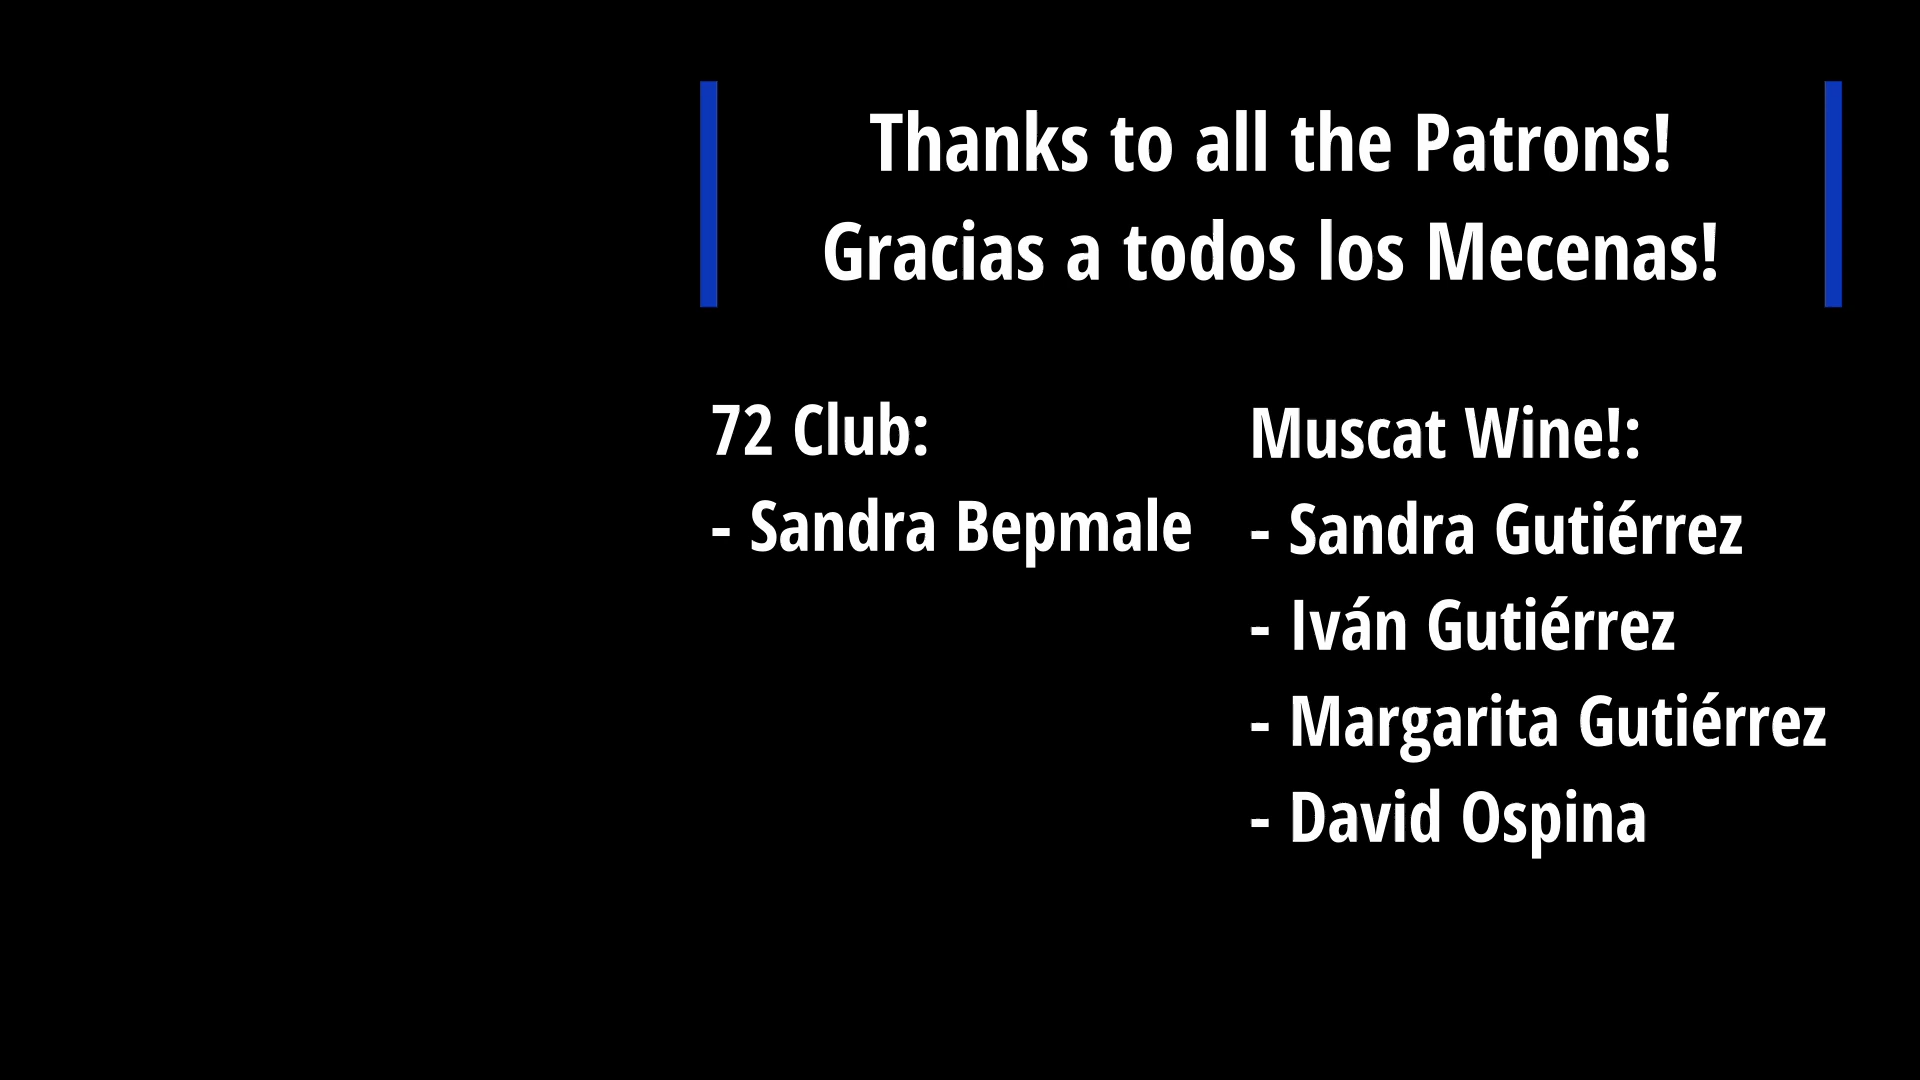 Thanks to all the Patrons!
Gracias a todos los Mecenas!
72 Club:
- Sandra Bepmale
Muscat Wine!:
- Sandra Gutiérrez
- Iván Gutiérrez
- Margarita Gutiérrez
- David Ospina